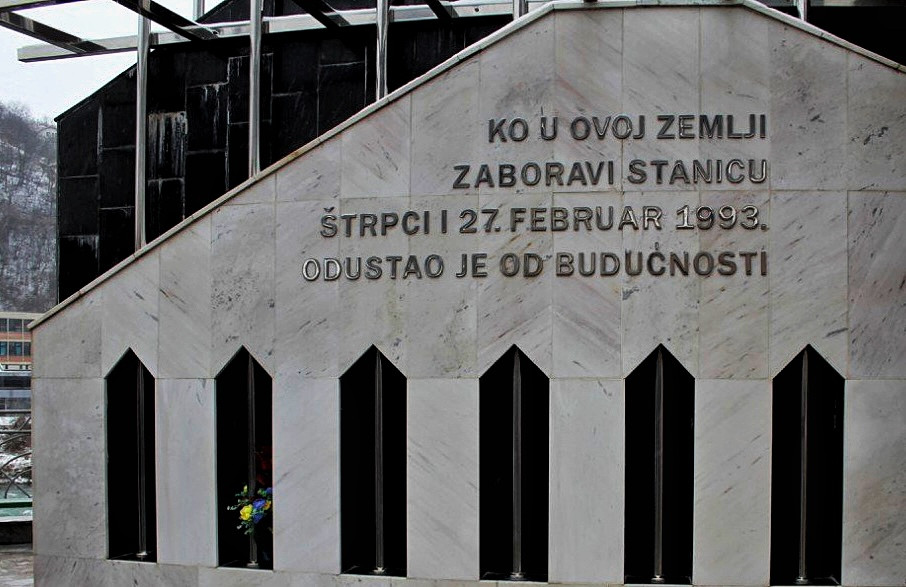 KO U OVOJ ZEMLJI
ZABORAVI STANICU
ŠTRPCI I 27. FEBRUAR 1993.
ODUSTAO JE OD BUDUĆNOSTI